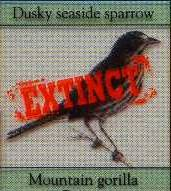 Dusky seaside sparrow
EXTINCT
Mountain gorilla